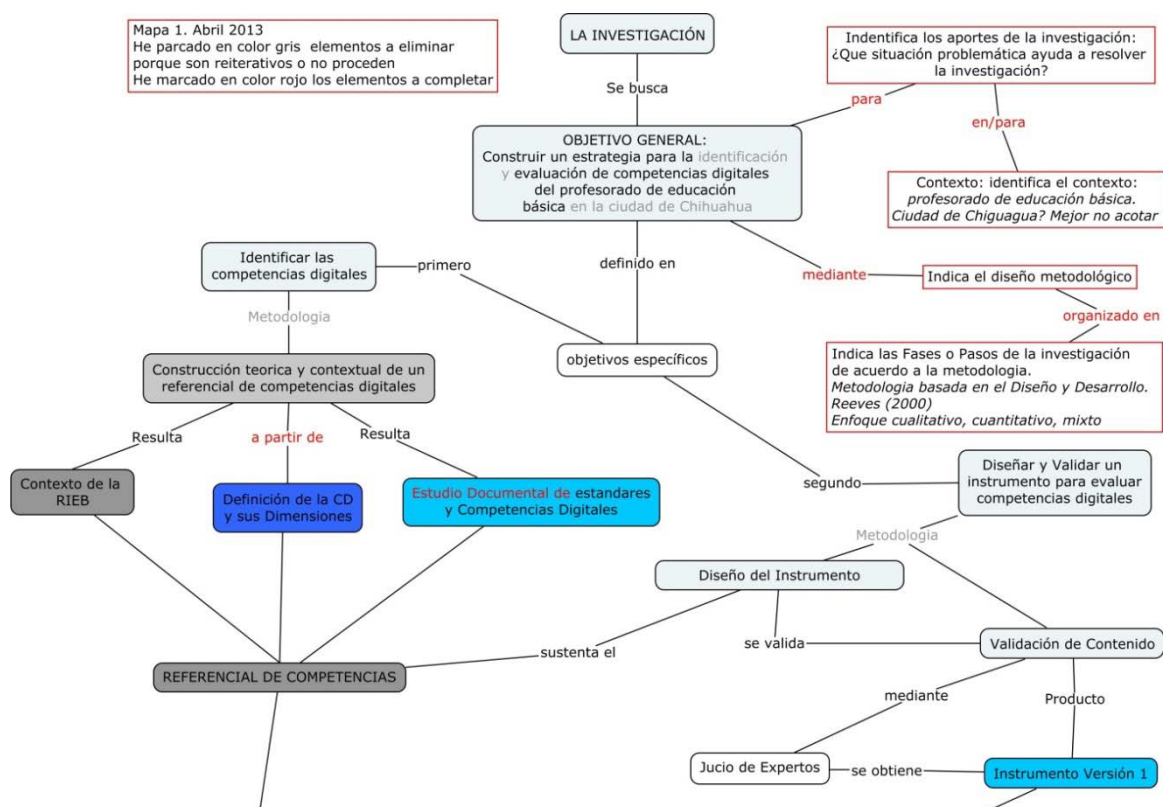 Mapa 1. Abril 2013
He parcado en color gris elementos a eliminar
porque son reiterativos o no proceden
He marcado en color rojo los elementos a completar
LA INVESTIGACIÓN
Se busca
Indentifica los aportes de la investigación:
¿Que situación problemática ayuda a resolver
la investigación?
para
en/para
OBJETIVO GENERAL:
Construir un estrategia para la identificación
y evaluación de competencias digitales
del profesorado de educación
básica en la ciudad de Chihuahua
Contexto: identifica el contexto:
profesorado de educación básica.
Ciudad de Chiguagua? Mejor no acotar
Identificar las
competencias digitales
primero
definido en
mediante
Indica el diseño metodológico
Metodologia
organizado en
objetivos específicos
Construcción teorica y contextual de un
referencial de competencias digitales
Indica las Fases o Pasos de la investigación
de acuerdo a la metodologia.
Metodologia basada en el Diseño y Desarrollo.
Reeves (2000)
Enfoque cualitativo, cuantitativo, mixto
Resulta
a partir de
Resulta
Contexto de la
RIEB
Definición de la CD
y sus Dimensiones
Estudio Documental de estandares
y Competencias Digitales
segundo
Diseñar y Validar un
instrumento para evaluar
competencias digitales
Metodologia
Diseño del Instrumento
se valida
Validación de Contenido
sustenta el
REFERENCIAL DE COMPETENCIAS
mediante
Producto
Jucio de Expertos
se obtiene
Instrumento Versión 1